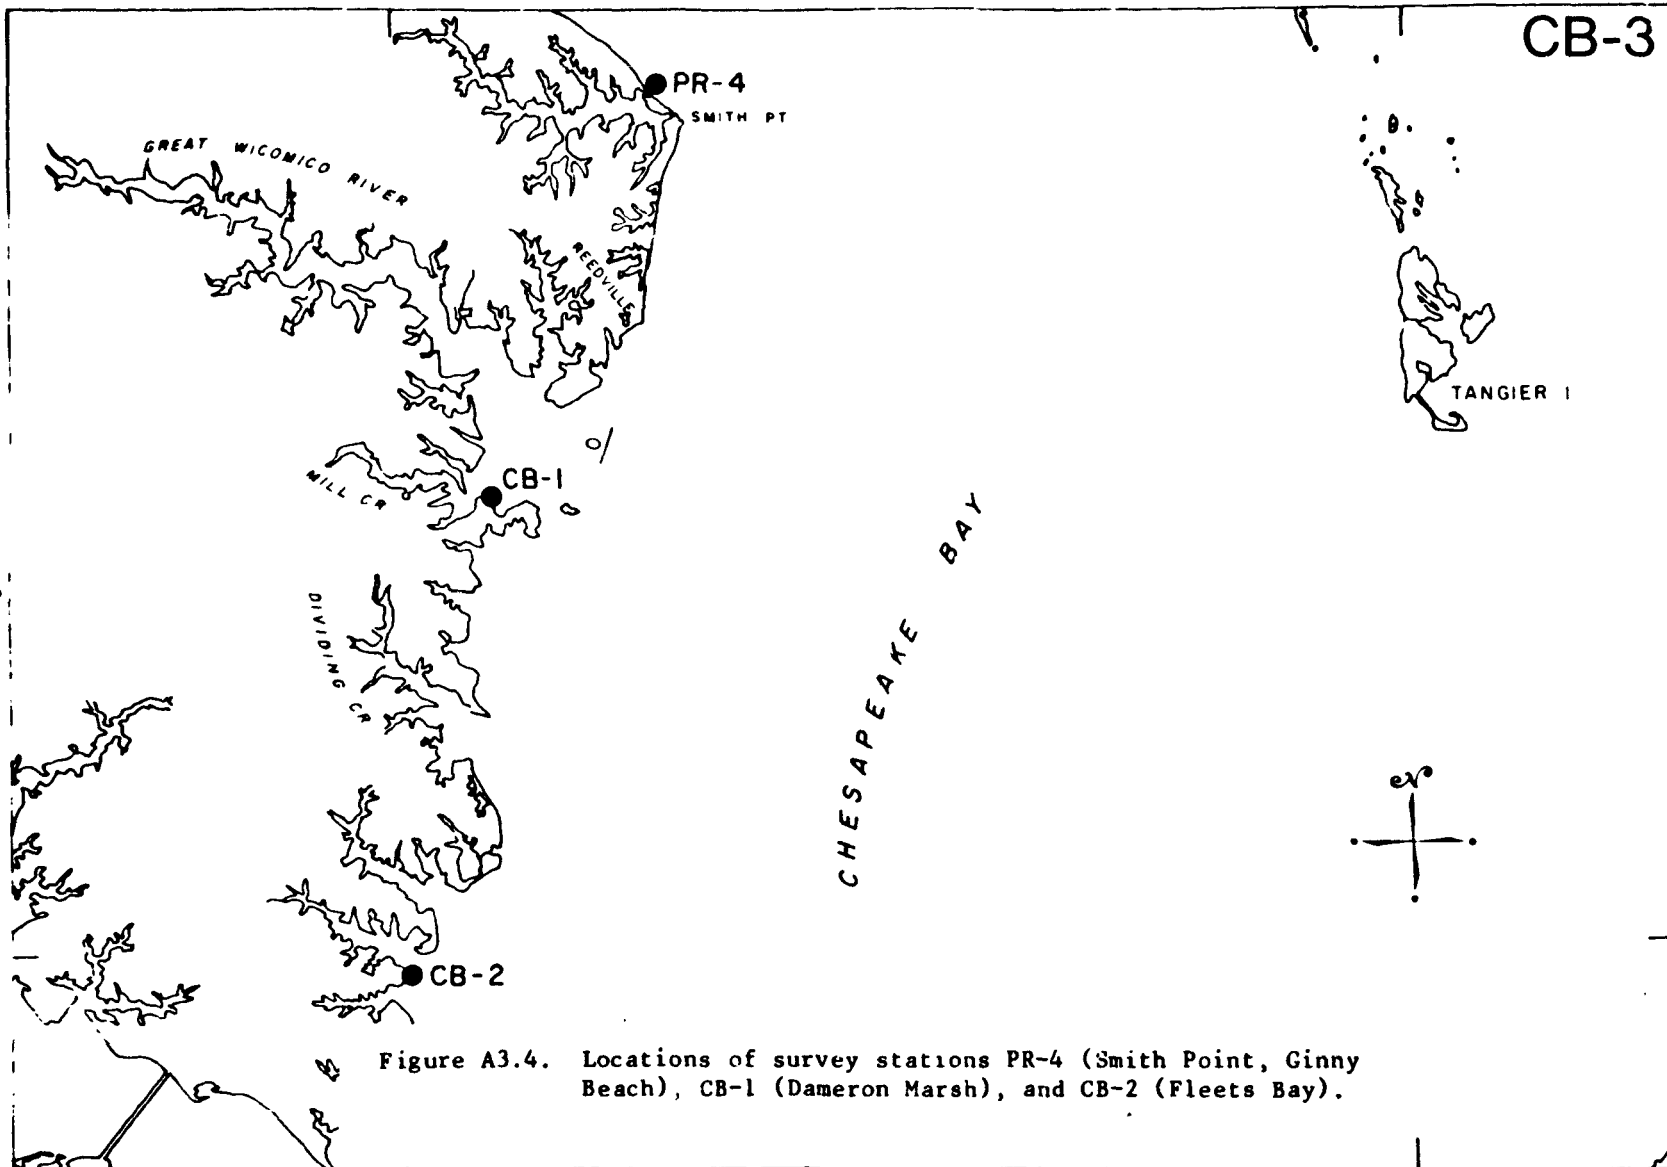 CB-3
PR-4
SMITH PT
GREAT WICOMICO RIVER
REEDVILLE
TANGIER I
CB-1
MILL CR
CHESAPEAKE BAY
DIVIDING CR
N
CB-2
Figure A3.4. Locations of survey stations PR-4 (Smith Point, Ginny
Beach), CB-1 (Dameron Marsh), and CB-2 (Fleets Bay).